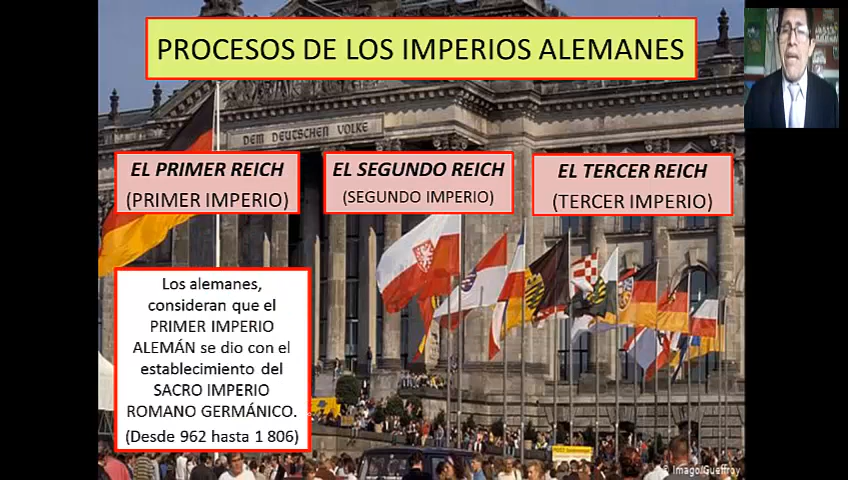 PROCESOS DE LOS IMPERIOS ALEMANES
DEM DEUTSCHEN VOLKE
EL PRIMER REICH
(PRIMER IMPERIO)
EL SEGUNDO REICH
(SEGUNDO IMPERIO)
EL TERCER REICH
(TERCER IMPERIO)
Los alemanes,
consideran que el
PRIMER IMPERIO
ALEMÁN se dio con el
establecimiento del
SACRO IMPERIO
ROMANO GERMÁNICO.
(Desde 962 hasta 1 806)
© Imago/Gueffroy